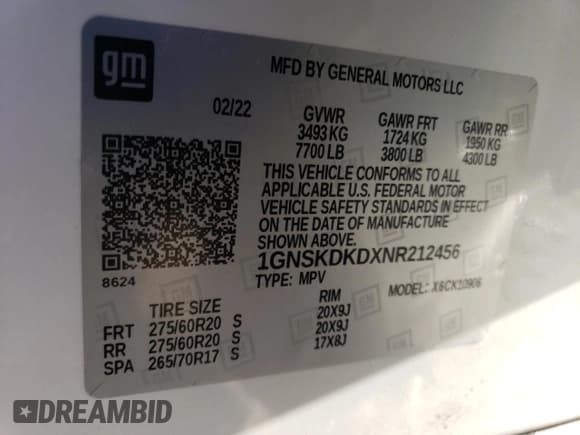 gm
MFD BY GENERAL MOTORS LLC
02/22 GVWR GAWR FRT GAWR RR
3493 KG 1724 KG 1950 KG
7700 LB 3800 LB 4300 LB
THIS VEHICLE CONFORMS TO ALL
APPLICABLE U.S. FEDERAL MOTOR
VEHICLE SAFETY STANDARDS IN EFFECT
ON THE DATE OF MANUFACTURE
SHOWN ABOVE.
1GNSKDKDXNR212456
8624 TYPE: MPV MODEL: X6CK10906
TIRE SIZE RIM
FRT 275/60R20 S 20X9J
RR 275/60R20 S 20X9J
SPA 265/70R17 S 17X8J
DREAMBID